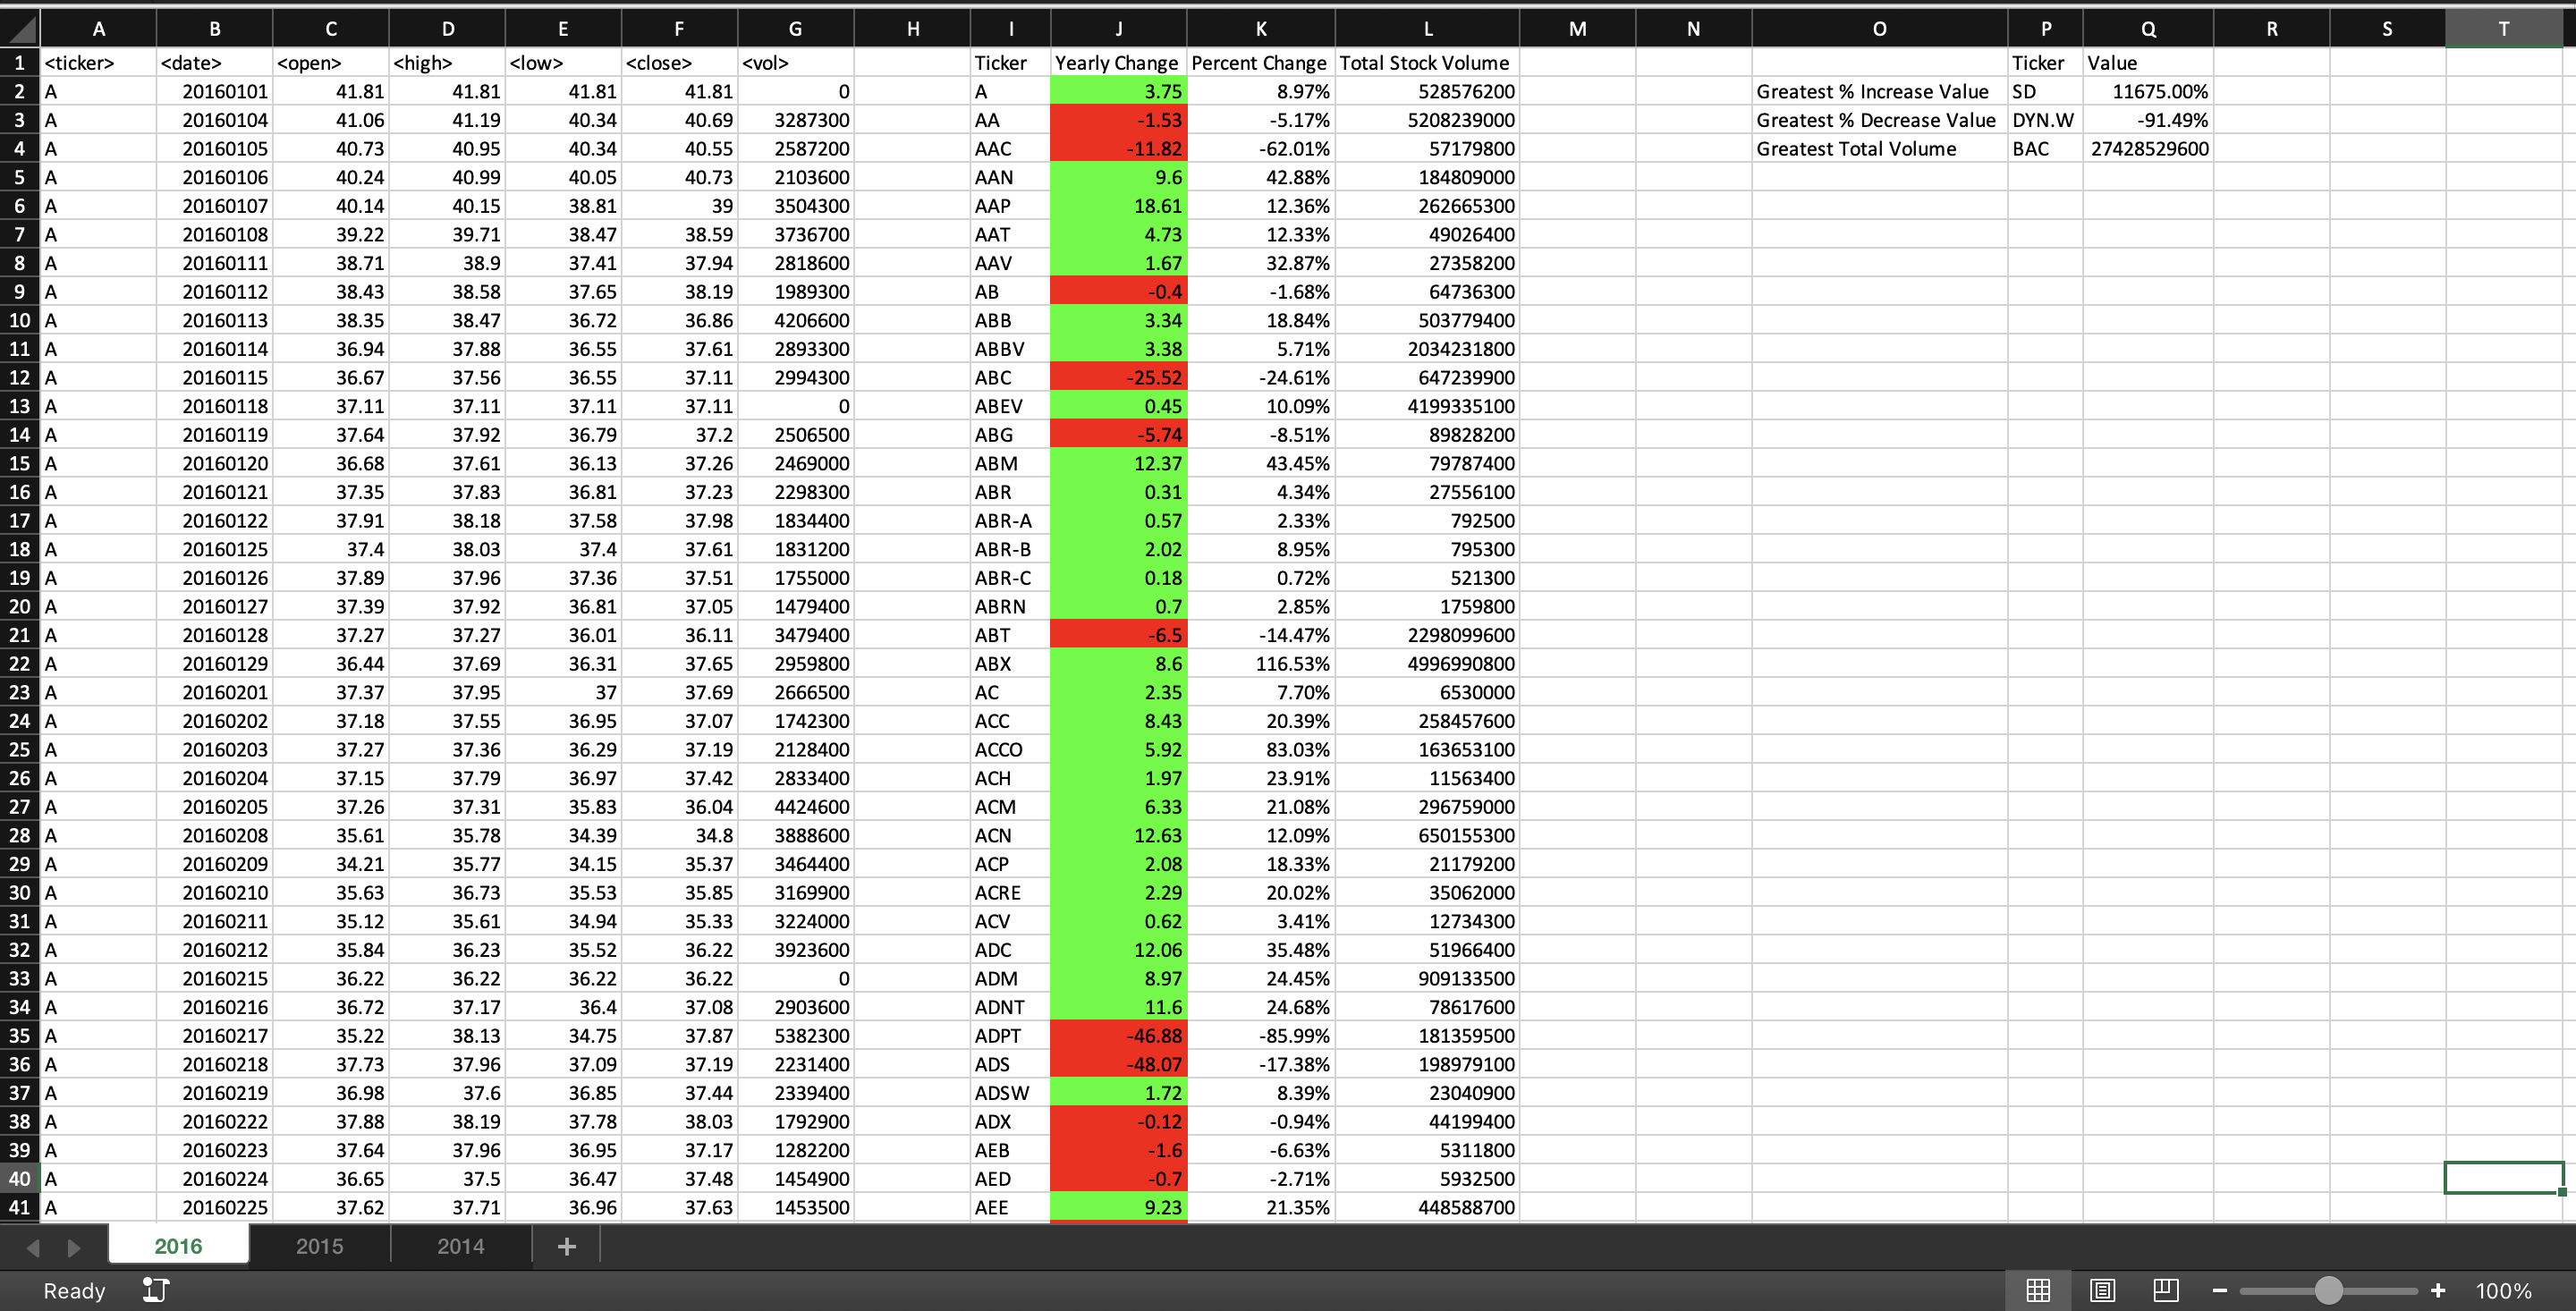 A B C D E F G H I J K L M N O P Q R S T
1 <ticker> <date> <open> <high> <low> <close> <vol> Ticker Yearly Change Percent Change Total Stock Volume Ticker Value
2 A 20160101 41.81 41.81 41.81 41.81 0 A 3.75 8.97% 528576200 Greatest % Increase Value SD 11675.00%
3 A 20160104 41.06 41.19 40.34 40.69 3287300 AA -1.53 -5.17% 5208239000 Greatest % Decrease Value DYN.W -91.49%
4 A 20160105 40.73 40.95 40.34 40.55 2587200 AAC -11.82 -62.01% 57179800 Greatest Total Volume BAC 27428529600
5 A 20160106 40.24 40.99 40.05 40.73 2103600 AAN 9.6 42.88% 184809000
6 A 20160107 40.14 40.15 38.81 39 3504300 AAP 18.61 12.36% 262665300
7 A 20160108 39.22 39.71 38.47 38.59 3736700 AAT 4.73 12.33% 49026400
8 A 20160111 38.71 38.9 37.41 37.94 2818600 AAV 1.67 32.87% 27358200
9 A 20160112 38.43 38.58 37.65 38.19 1989300 AB -0.4 -1.68% 64736300
10 A 20160113 38.35 38.47 36.72 36.86 4206600 ABB 3.34 18.84% 503779400
11 A 20160114 36.94 37.88 36.55 37.61 2893300 ABBV 3.38 5.71% 2034231800
12 A 20160115 36.67 37.56 36.55 37.11 2994300 ABC -25.52 -24.61% 647239900
13 A 20160118 37.11 37.11 37.11 37.11 0 ABEV 0.45 10.09% 4199335100
14 A 20160119 37.64 37.92 36.79 37.2 2506500 ABG -5.74 -8.51% 89828200
15 A 20160120 36.68 37.61 36.13 37.26 2469000 ABM 12.37 43.45% 79787400
16 A 20160121 37.35 37.83 36.81 37.23 2298300 ABR 0.31 4.34% 27556100
17 A 20160122 37.91 38.18 37.58 37.98 1834400 ABR-A 0.57 2.33% 792500
18 A 20160125 37.4 38.03 37.4 37.61 1831200 ABR-B 2.02 8.95% 795300
19 A 20160126 37.89 37.96 37.36 37.51 1755000 ABR-C 0.18 0.72% 521300
20 A 20160127 37.39 37.92 36.81 37.05 1479400 ABRN 0.7 2.85% 1759800
21 A 20160128 37.27 37.27 36.01 36.11 3479400 ABT -6.5 -14.47% 2298099600
22 A 20160129 36.44 37.69 36.31 37.65 2959800 ABX 8.6 116.53% 4996990800
23 A 20160201 37.37 37.95 37 37.69 2666500 AC 2.35 7.70% 6530000
24 A 20160202 37.18 37.55 36.95 37.07 1742300 ACC 8.43 20.39% 258457600
25 A 20160203 37.27 37.36 36.29 37.19 2128400 ACCO 5.92 83.03% 163653100
26 A 20160204 37.15 37.79 36.97 37.42 2833400 ACH 1.97 23.91% 11563400
27 A 20160205 37.26 37.31 35.83 36.04 4424600 ACM 6.33 21.08% 296759000
28 A 20160208 35.61 35.78 34.39 34.8 3888600 ACN 12.63 12.09% 650155300
29 A 20160209 34.21 35.77 34.15 35.37 3464400 ACP 2.08 18.33% 21179200
30 A 20160210 35.63 36.73 35.53 35.85 3169900 ACRE 2.29 20.02% 35062000
31 A 20160211 35.12 35.61 34.94 35.33 3224000 ACV 0.62 3.41% 12734300
32 A 20160212 35.84 36.23 35.52 36.22 3923600 ADC 12.06 35.48% 51966400
33 A 20160215 36.22 36.22 36.22 36.22 0 ADM 8.97 24.45% 909133500
34 A 20160216 36.72 37.17 36.4 37.08 2903600 ADNT 11.6 24.68% 78617600
35 A 20160217 35.22 38.13 34.75 37.87 5382300 ADPT -46.88 -85.99% 181359500
36 A 20160218 37.73 37.96 37.09 37.19 2231400 ADS -48.07 -17.38% 198979100
37 A 20160219 36.98 37.6 36.85 37.44 2339400 ADSW 1.72 8.39% 23040900
38 A 20160222 37.88 38.19 37.78 38.03 1792900 ADX -0.12 -0.94% 44199400
39 A 20160223 37.64 37.96 36.95 37.17 1282200 AEB -1.6 -6.63% 5311800
40 A 20160224 36.65 37.5 36.47 37.48 1454900 AED -0.7 -2.71% 5932500
41 A 20160225 37.62 37.71 36.96 37.63 1453500 AEE 9.23 21.35% 448588700
2016 2015 2014 +
Ready − + 100%